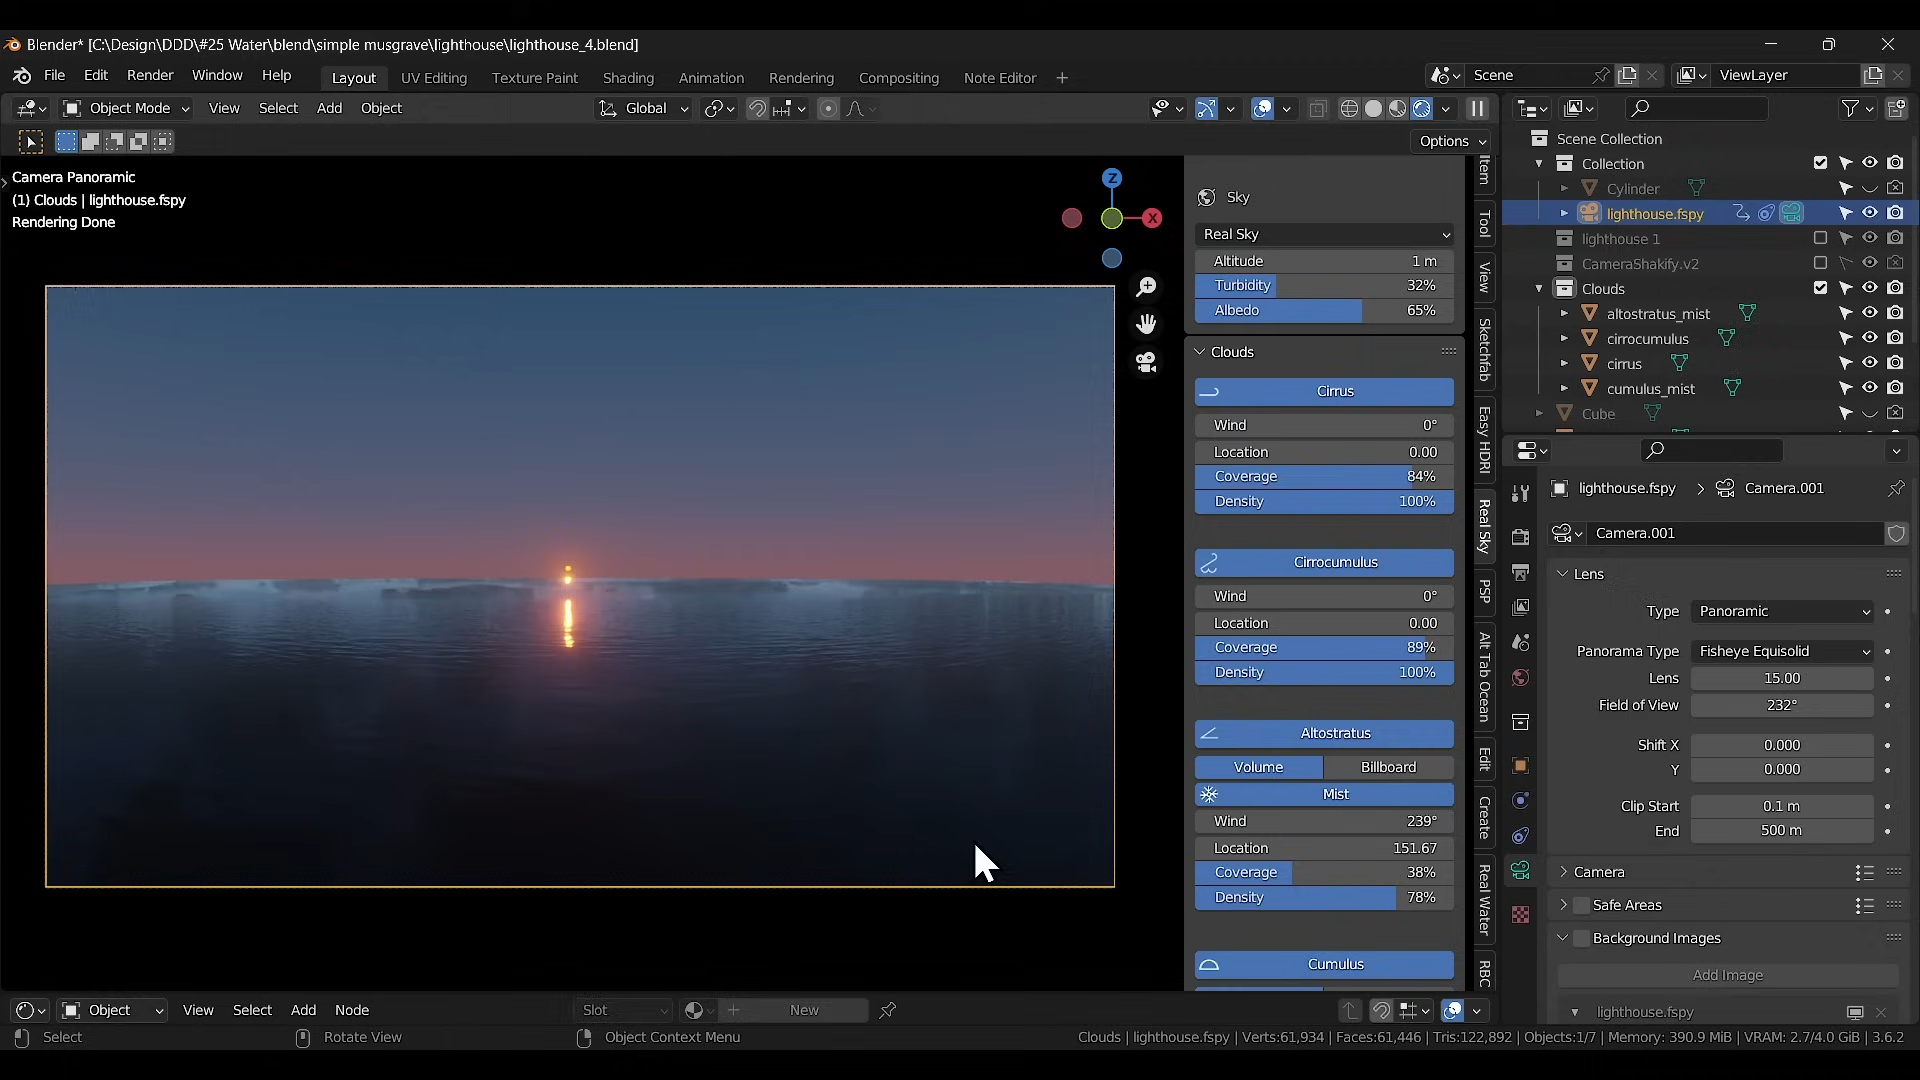 Blender* [C:\Design\DDD\#25 Water\blend\simple musgrave\lighthouse\lighthouse_4.blend]
File Edit Render Window Help Layout UV Editing Texture Paint Shading Animation Rendering Compositing Note Editor + Scene ViewLayer
Object Mode View Select Add Object Global
Options
Camera Panoramic
(1) Clouds | lighthouse.fspy
Rendering Done
Z
X
Sky
Real Sky
Altitude 1 m
Turbidity 32%
Albedo 65%
Clouds
Cirrus
Wind 0°
Location 0.00
Coverage 84%
Density 100%
Cirrocumulus
Wind 0°
Location 0.00
Coverage 89%
Density 100%
Altostratus
Volume Billboard
Mist
Wind 239°
Location 151.67
Coverage 38%
Density 78%
Cumulus
Item
Tool
View
Sketchfab
Easy HDRI
Real Sky
PSP
Alt Tab Ocean
Edit
Create
Real Water
RBC
Scene Collection
Collection
Cylinder
lighthouse.fspy
lighthouse 1
CameraShakify.v2
Clouds
altostratus_mist
cirrocumulus
cirrus
cumulus_mist
Cube
lighthouse.fspy > Camera.001
Camera.001
Lens
Type Panoramic
Panorama Type Fisheye Equisolid
Lens 15.00
Field of View 232°
Shift X 0.000
Y 0.000
Clip Start 0.1 m
End 500 m
Camera
Safe Areas
Background Images
Add Image
lighthouse.fspy
Object View Select Add Node Slot New
Select Rotate View Object Context Menu Clouds | lighthouse.fspy | Verts:61,934 | Faces:61,446 | Tris:122,892 | Objects:1/7 | Memory: 390.9 MiB | VRAM: 2.7/4.0 GiB | 3.6.2